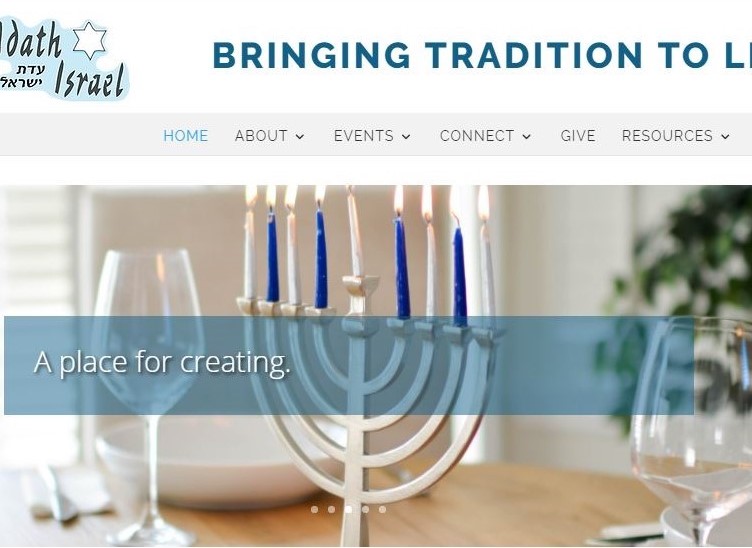 dath
עדת
ישראל
Israel
BRINGING TRADITION TO LI
HOME ABOUT EVENTS CONNECT GIVE RESOURCES
A place for creating.